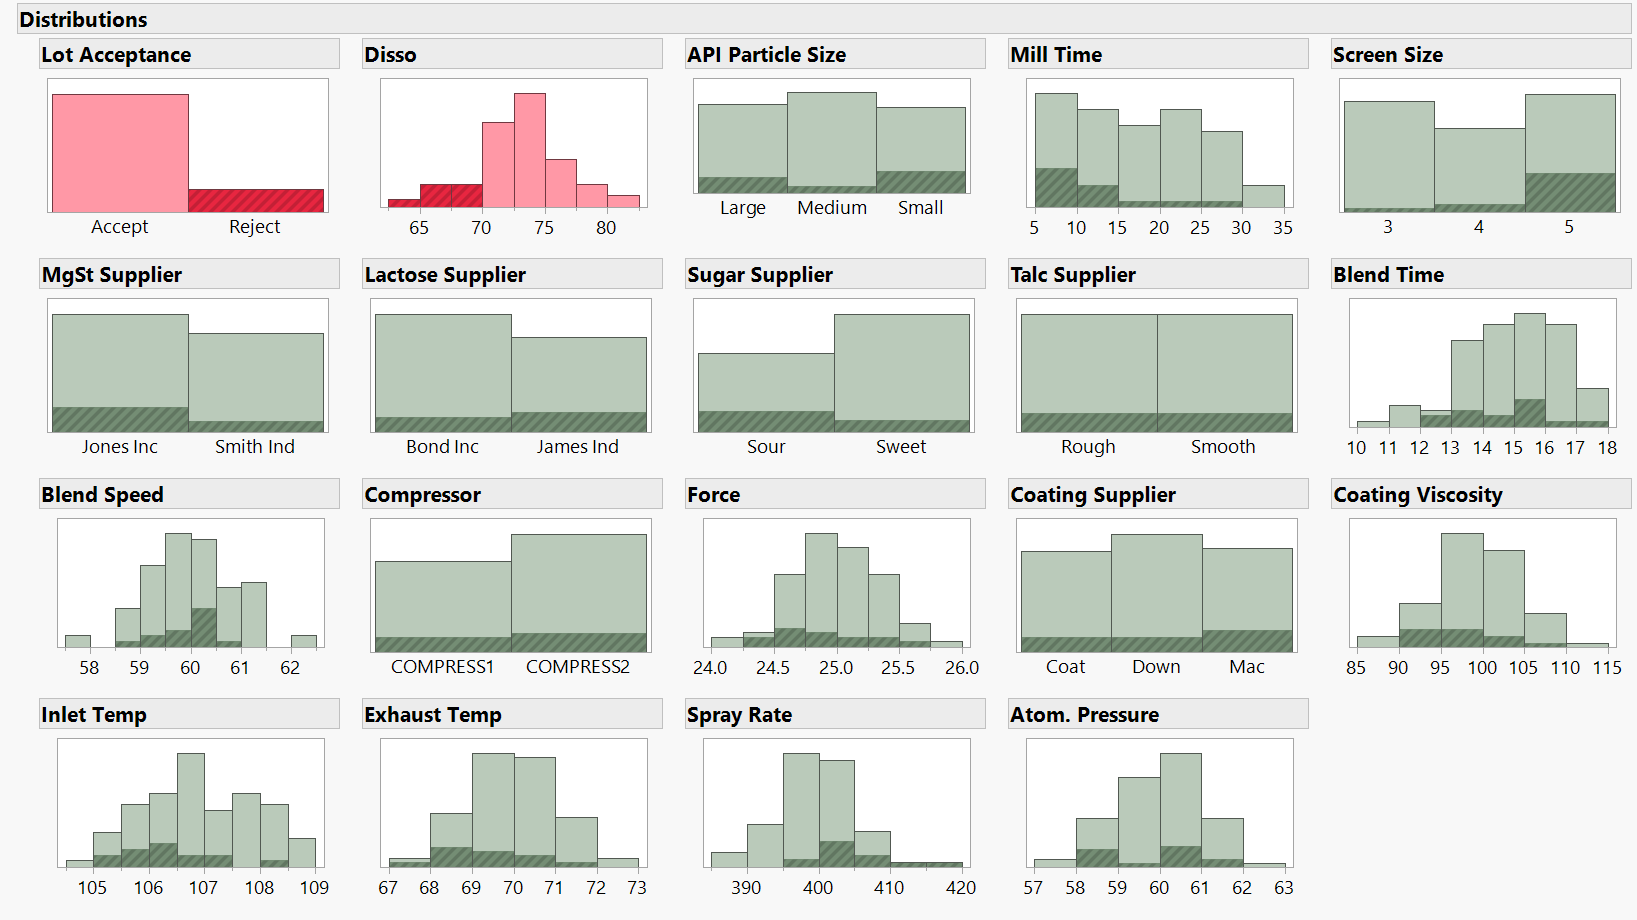 Distributions
Lot Acceptance Disso API Particle Size Mill Time Screen Size
Accept Reject 65 70 75 80 Large Medium Small 5 10 15 20 25 30 35 3 4 5
MgSt Supplier Lactose Supplier Sugar Supplier Talc Supplier Blend Time
Jones Inc Smith Ind Bond Inc James Ind Sour Sweet Rough Smooth 10 11 12 13 14 15 16 17 18
Blend Speed Compressor Force Coating Supplier Coating Viscosity
58 59 60 61 62 COMPRESS1 COMPRESS2 24.0 24.5 25.0 25.5 26.0 Coat Down Mac 85 90 95 100 105 110 115
Inlet Temp Exhaust Temp Spray Rate Atom. Pressure
105 106 107 108 109 67 68 69 70 71 72 73 390 400 410 420 57 58 59 60 61 62 63